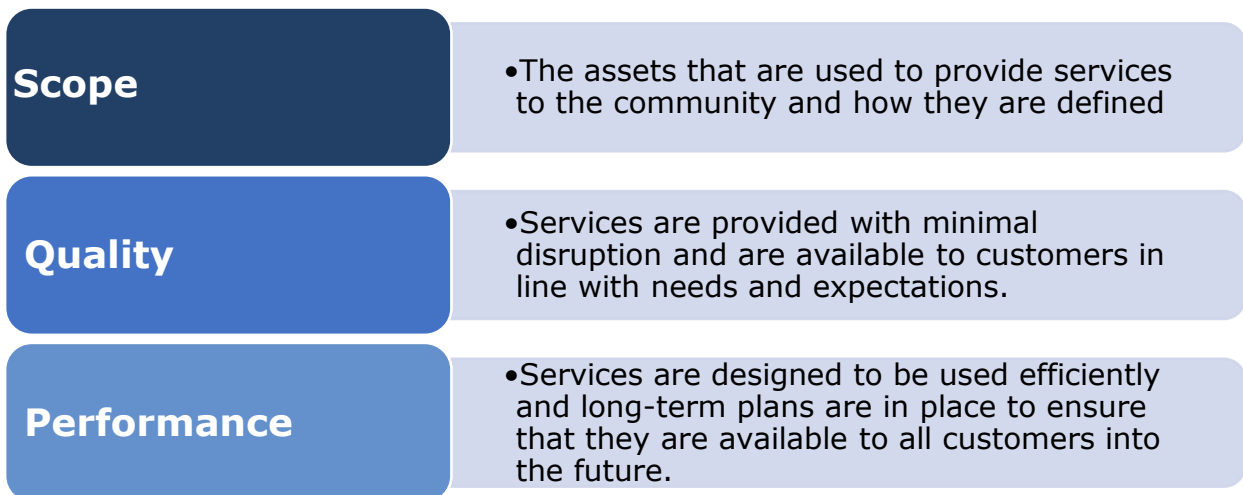 Scope
•The assets that are used to provide services
to the community and how they are defined
Quality
•Services are provided with minimal
disruption and are available to customers in
line with needs and expectations.
Performance
•Services are designed to be used efficiently
and long-term plans are in place to ensure
that they are available to all customers into
the future.